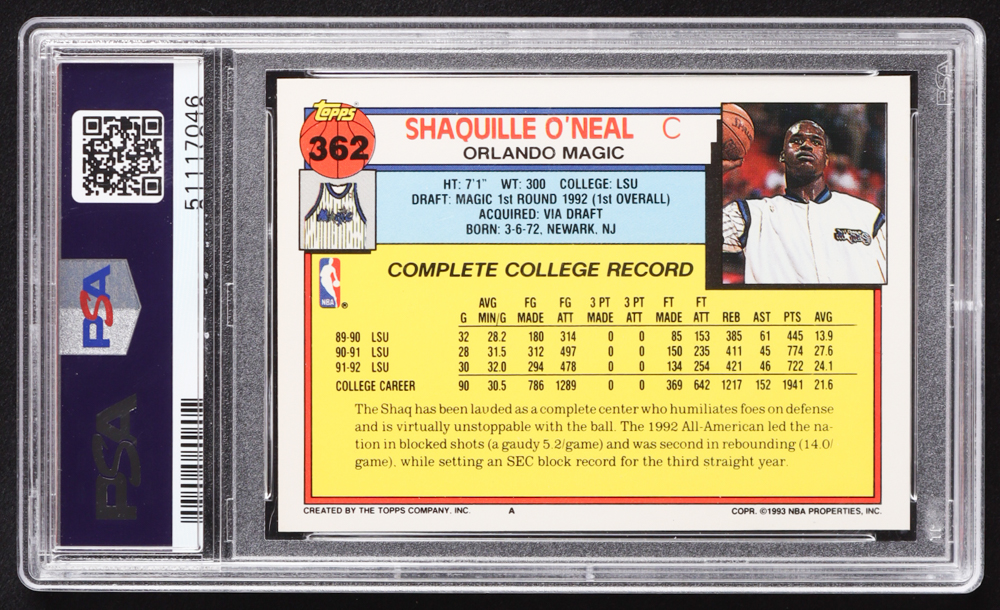 51117046
PSA
PSA
PSA
Topps
362
SHAQUILLE O'NEAL C
ORLANDO MAGIC
HT: 7'1" WT: 300 COLLEGE: LSU
DRAFT: MAGIC 1st ROUND 1992 (1st OVERALL)
ACQUIRED: VIA DRAFT
BORN: 3-6-72, NEWARK, NJ
Magic
NBA ®
COMPLETE COLLEGE RECORD
AVG FG FG 3 PT 3 PT FT FT
G MIN/G MADE ATT MADE ATT MADE ATT REB AST PTS AVG
89-90 LSU 32 28.2 180 314 0 0 85 153 385 61 445 13.9
90-91 LSU 28 31.5 312 497 0 0 150 235 411 45 774 27.6
91-92 LSU 30 32.0 294 478 0 0 134 254 421 46 722 24.1
COLLEGE CAREER 90 30.5 786 1289 0 0 369 642 1217 152 1941 21.6
The Shaq has been lauded as a complete center who humiliates foes on defense
and is virtually unstoppable with the ball. The 1992 All-American led the na-
tion in blocked shots (a gaudy 5.2/game) and was second in rebounding (14.0/
game), while setting an SEC block record for the third straight year.
CREATED BY THE TOPPS COMPANY, INC. A COPR. ©1993 NBA PROPERTIES, INC.